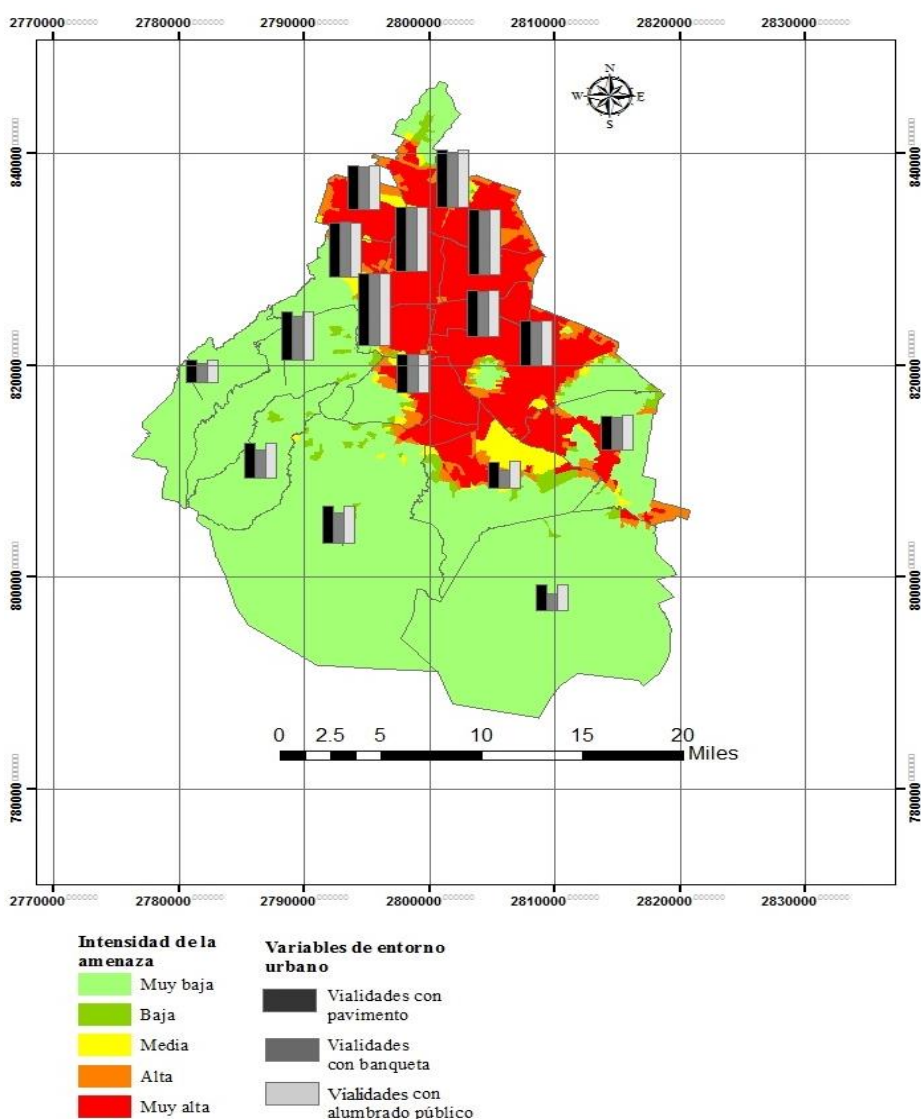 2770000 2780000 2790000 2800000 2810000 2820000 2830000
N
W E
S
840000 840000
820000 820000
800000 800000
780000 780000
0 2.5 5 10 15 20
Miles
2770000 2780000 2790000 2800000 2810000 2820000 2830000
Intensidad de la
amenaza
Muy baja
Baja
Media
Alta
Muy alta
Variables de entorno
urbano
Vialidades con
pavimento
Vialidades
con banqueta
Vialidades con
alumbrado público